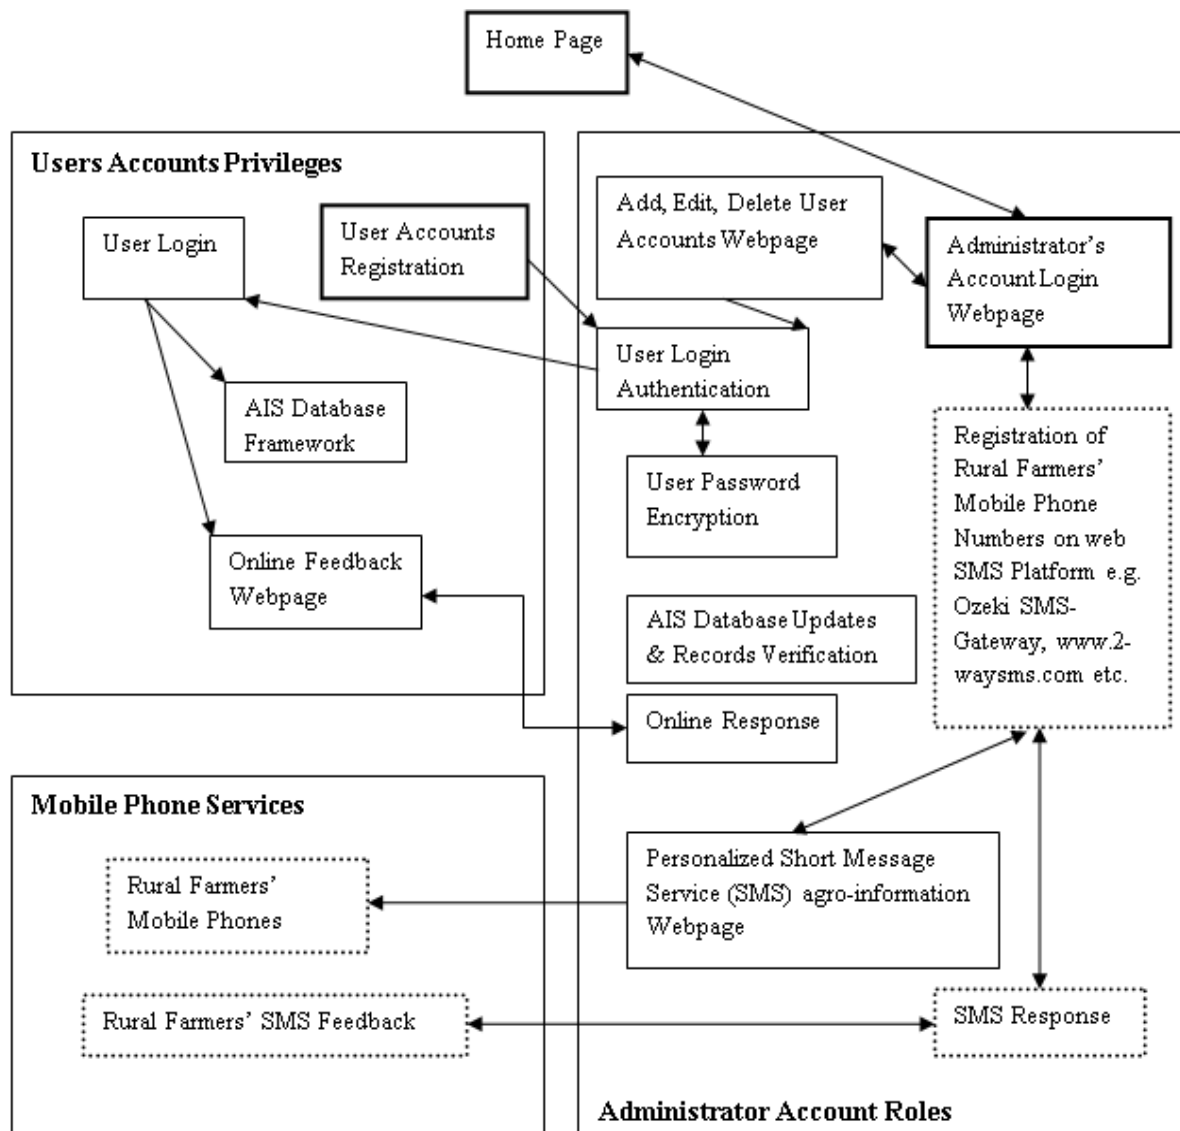 Home Page
Users Accounts Privileges
User Login
User Accounts
Registration
AIS Database
Framework
Online Feedback
Webpage
Add, Edit, Delete User
Accounts Webpage
Administrator's
Account Login
Webpage
User Login
Authentication
User Password
Encryption
Registration of
Rural Farmers'
Mobile Phone
Numbers on web
SMS Platform e.g.
Ozeki SMS-
Gateway, www.2-
waysms.com etc.
AIS Database Updates
& Records Verification
Online Response
Mobile Phone Services
Rural Farmers'
Mobile Phones
Personalized Short Message
Service (SMS) agro-information
Webpage
Rural Farmers' SMS Feedback
SMS Response
Administrator Account Roles